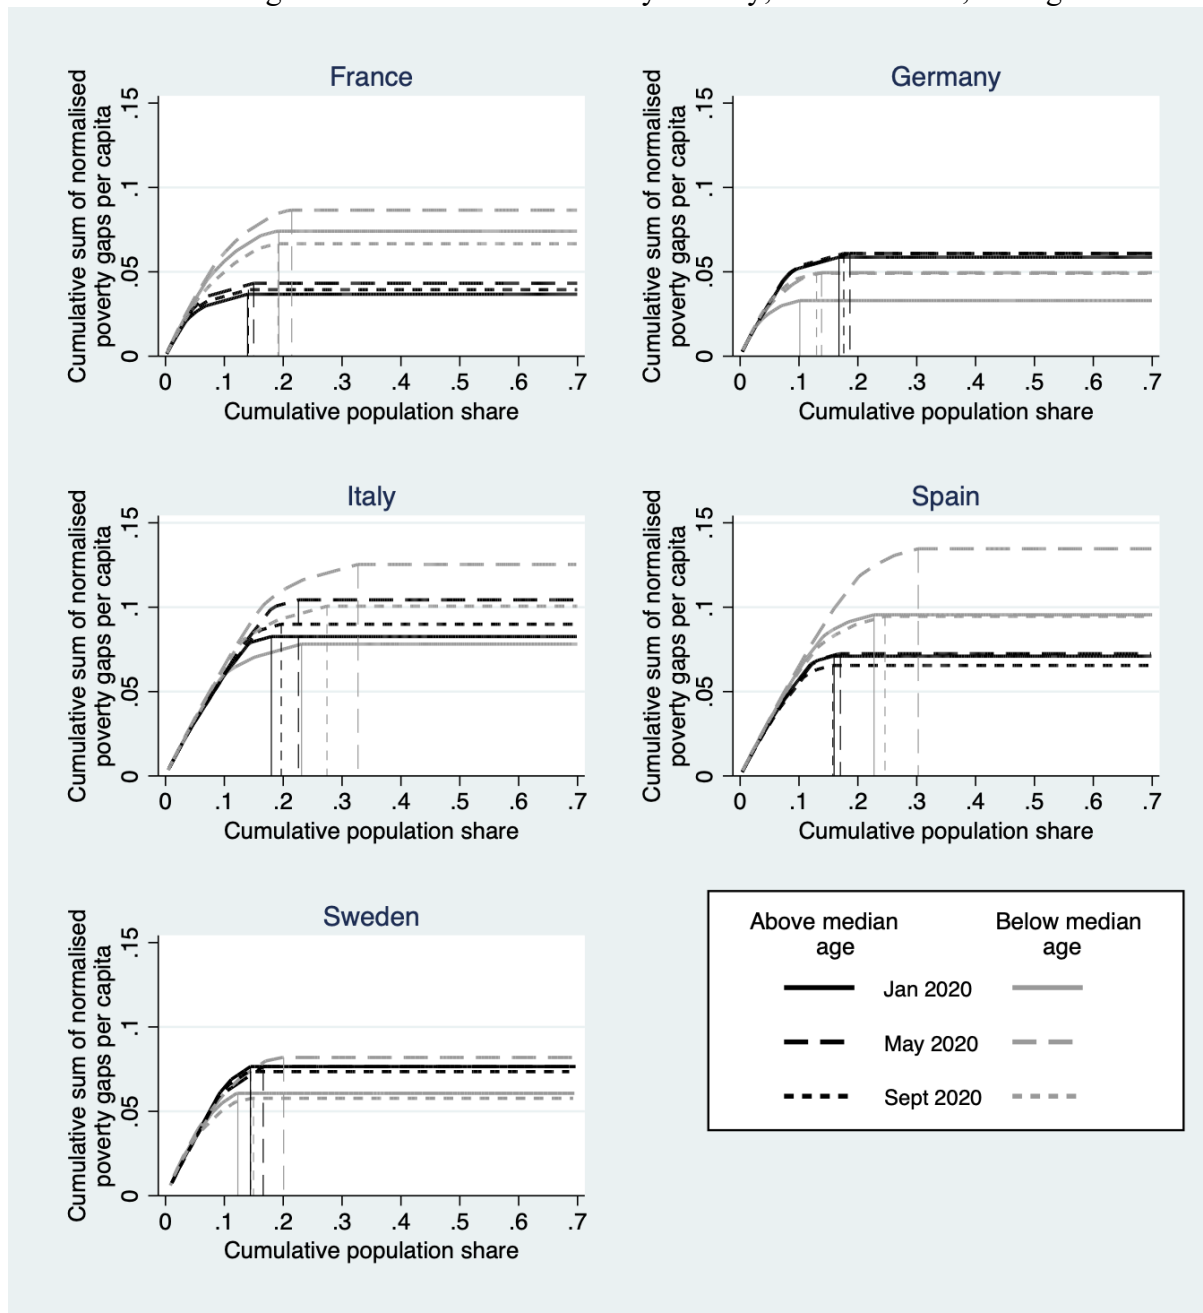 France
Cumulative sum of normalised
poverty gaps per capita
.15
.1
.05
0
0 .1 .2 .3 .4 .5 .6 .7
Cumulative population share
Germany
Cumulative sum of normalised
poverty gaps per capita
.15
.1
.05
0
0 .1 .2 .3 .4 .5 .6 .7
Cumulative population share
Italy
Cumulative sum of normalised
poverty gaps per capita
.15
.1
.05
0
0 .1 .2 .3 .4 .5 .6 .7
Cumulative population share
Spain
Cumulative sum of normalised
poverty gaps per capita
.15
.1
.05
0
0 .1 .2 .3 .4 .5 .6 .7
Cumulative population share
Sweden
Cumulative sum of normalised
poverty gaps per capita
.15
.1
.05
0
0 .1 .2 .3 .4 .5 .6 .7
Cumulative population share
Above median
age
Below median
age
Jan 2020
May 2020
Sept 2020